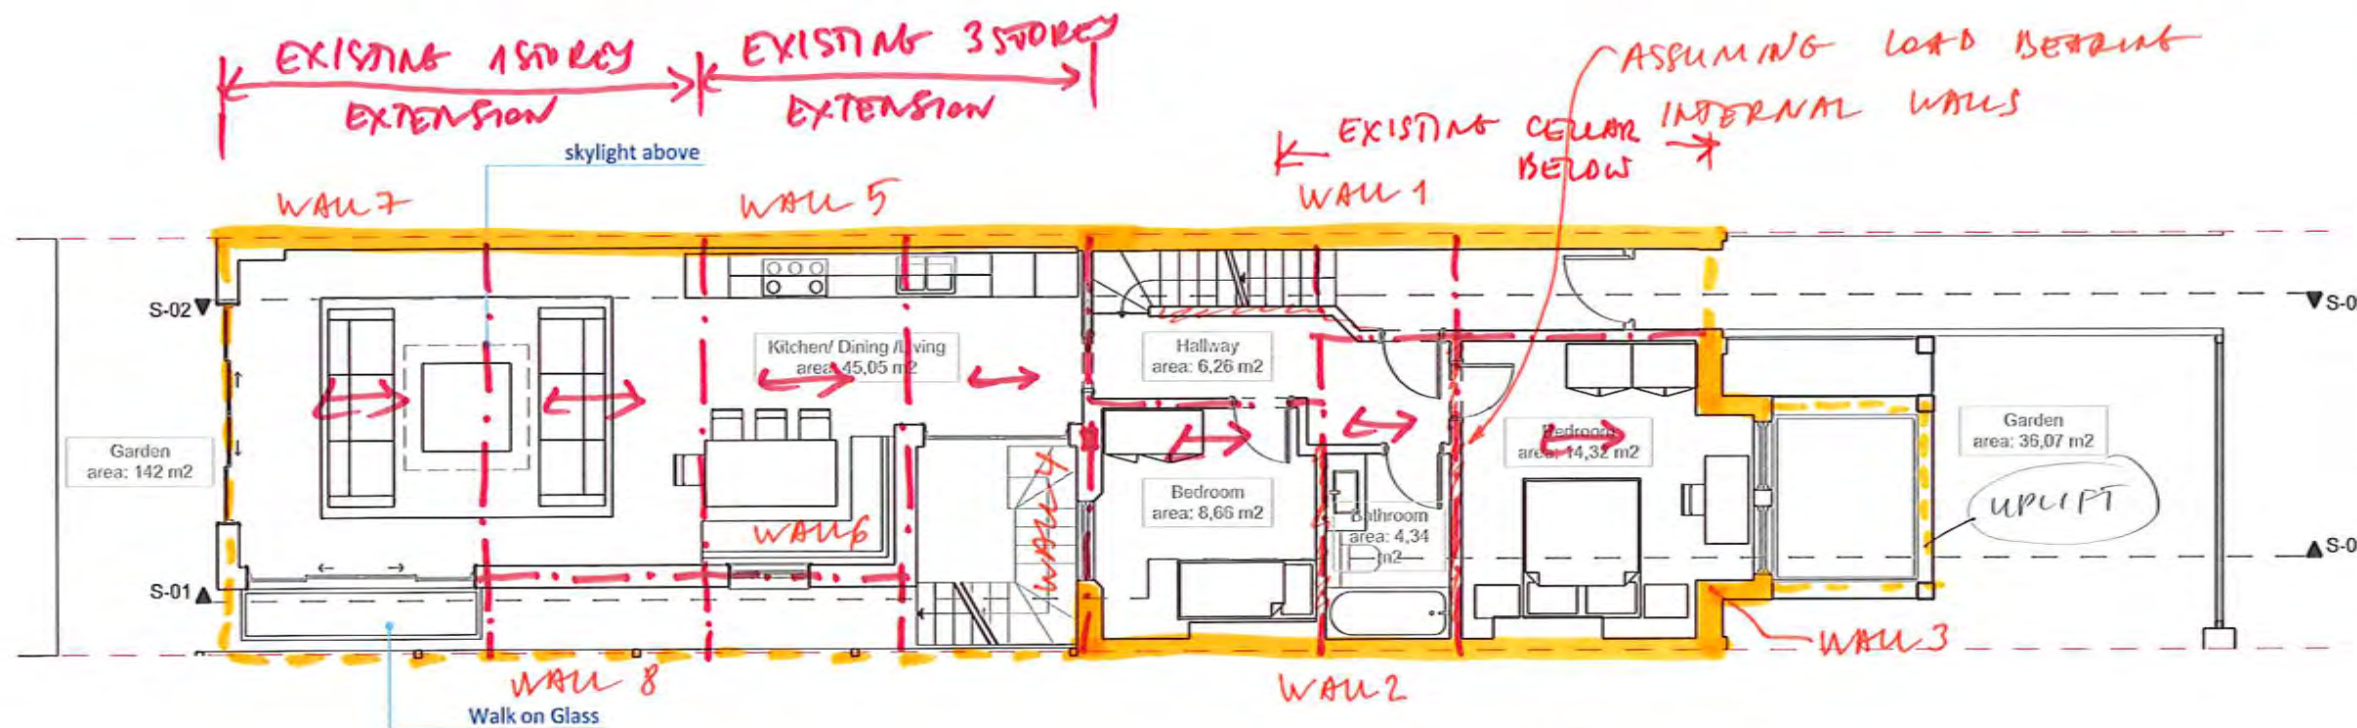 EXISTING 1 STOREY
EXTENSION
EXISTING 3 STOREY
EXTENSION
ASSUMING LOAD BEARING
INTERNAL WALLS
EXISTING CELLAR
BELOW
skylight above
WALL 7
WALL 5
WALL 1
S-02
S-0
Kitchen/ Dining /Living
area: 45,05 m2
Hallway
area: 6,26 m2
Garden
area: 142 m2
Bedroom
area: 14,32 m2
Garden
area: 36,07 m2
Bedroom
area: 8,66 m2
Bathroom
area: 4,34
m2
UPLIFT
WALL 6
WALL 4
S-01
S-0
WALL 3
WALL 8
WALL 2
Walk on Glass